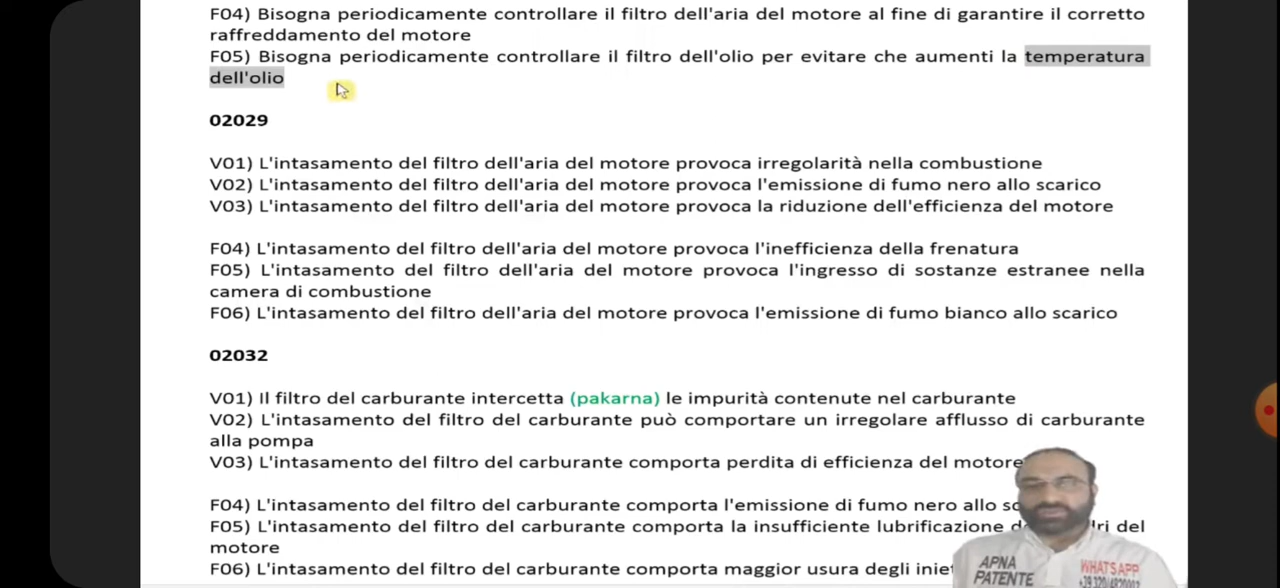 F04) Bisogna periodicamente controllare il filtro dell'aria del motore al fine di garantire il corretto
raffreddamento del motore
F05) Bisogna periodicamente controllare il filtro dell'olio per evitare che aumenti la temperatura
dell'olio
02029
V01) L'intasamento del filtro dell'aria del motore provoca irregolarità nella combustione
V02) L'intasamento del filtro dell'aria del motore provoca l'emissione di fumo nero allo scarico
V03) L'intasamento del filtro dell'aria del motore provoca la riduzione dell'efficienza del motore
F04) L'intasamento del filtro dell'aria del motore provoca l'inefficienza della frenatura
F05) L'intasamento del filtro dell'aria del motore provoca l'ingresso di sostanze estranee nella
camera di combustione
F06) L'intasamento del filtro dell'aria del motore provoca l'emissione di fumo bianco allo scarico
02032
V01) Il filtro del carburante intercetta (pakarna) le impurità contenute nel carburante
V02) L'intasamento del filtro del carburante può comportare un irregolare afflusso di carburante
alla pompa
V03) L'intasamento del filtro del carburante comporta perdita di efficienza del motore
F04) L'intasamento del filtro del carburante comporta l'emissione di fumo nero allo
F05) L'intasamento del filtro del carburante comporta la insufficiente lubrificazione del
motore
F06) L'intasamento del filtro del carburante comporta maggior usura degli
APNA
PATENTE
WHATSAPP